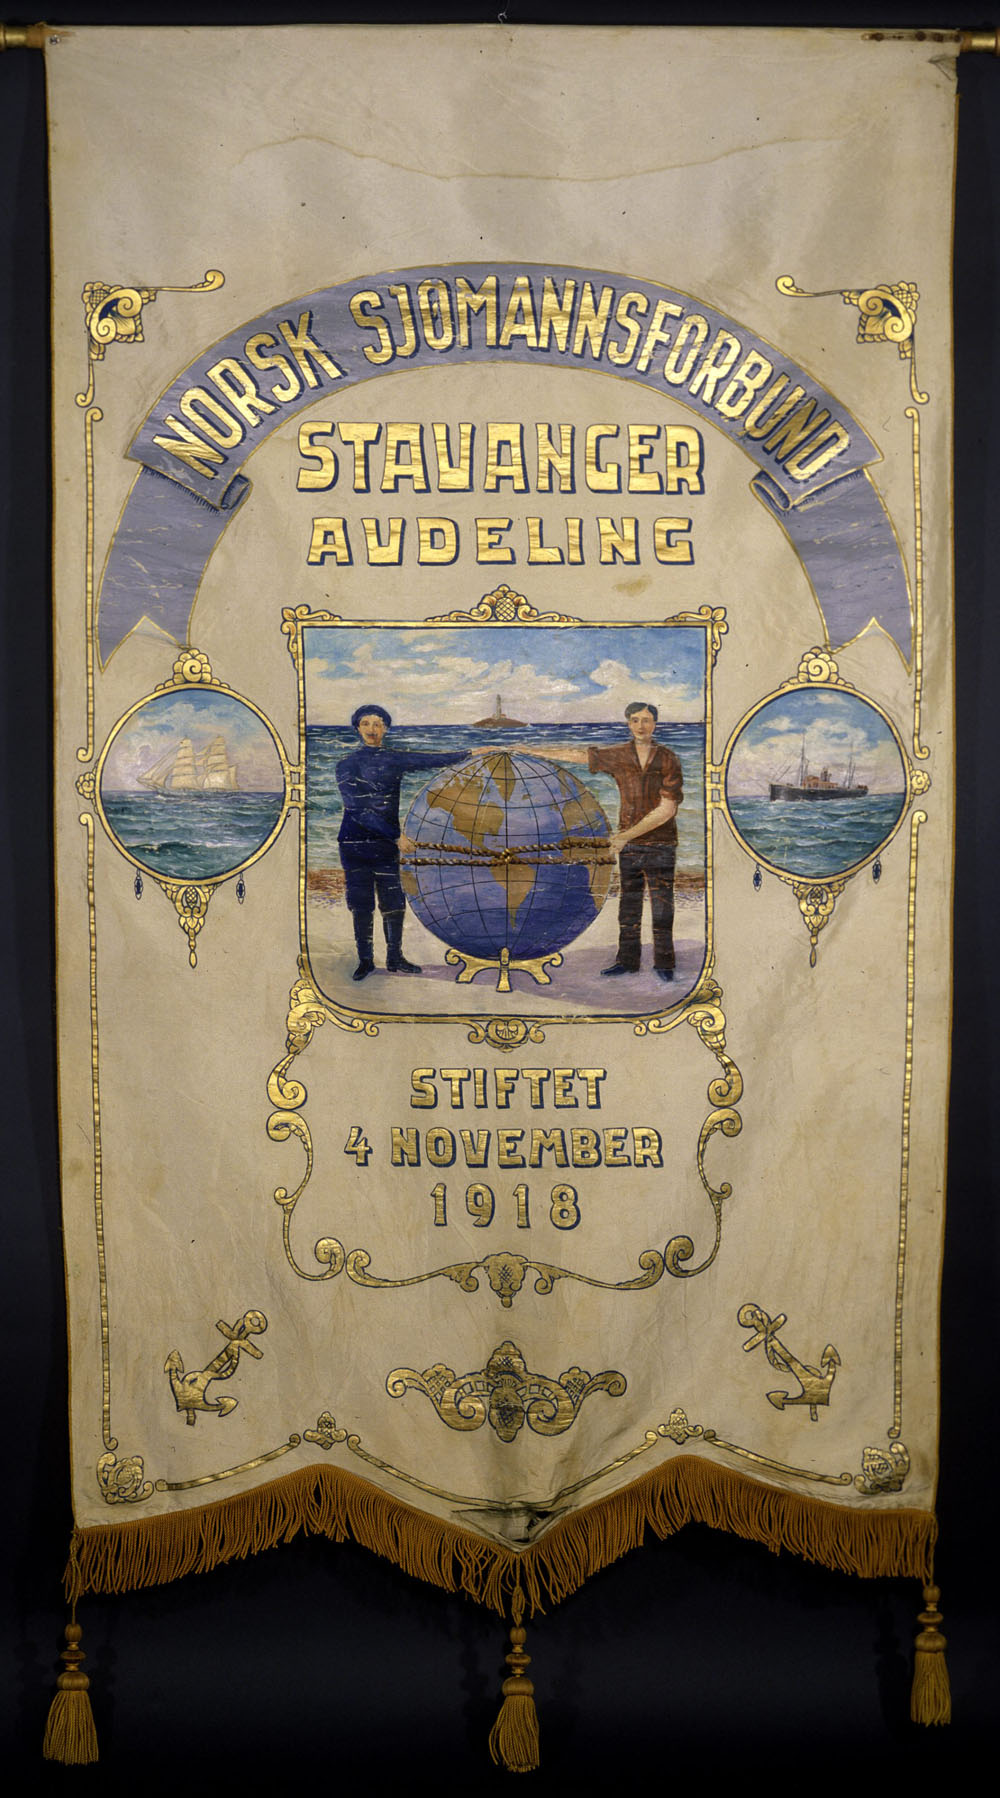 NORSK SJØMANNSFORBUND
STAVANGER
AVDELING
STIFTET
4 NOVEMBER
1918